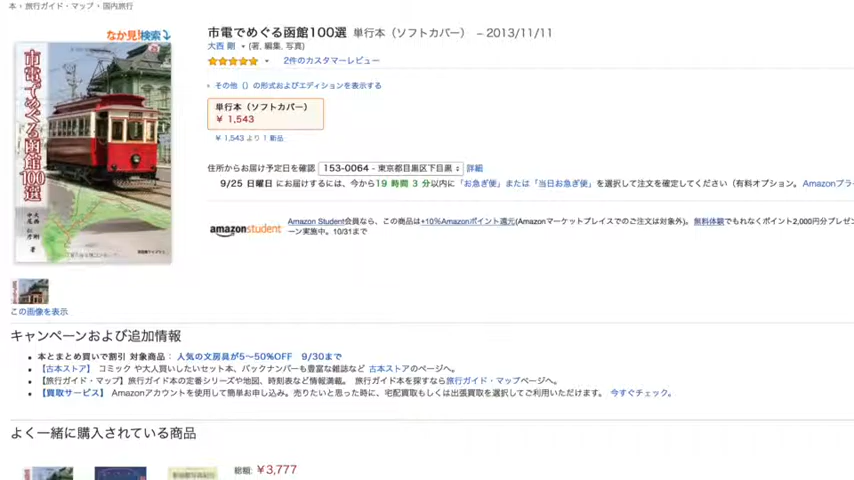 本 › 旅行ガイド・マップ › 国内旅行
なか見!検索
市電でめぐる函館100選
市電でめぐる函館100選 単行本（ソフトカバー） – 2013/11/11
大西 剛 (著, 編集, 写真)
2件のカスタマーレビュー
その他（）の形式およびエディションを表示する
単行本（ソフトカバー）
￥ 1,543
￥ 1,543 より 1 新品
住所からお届け予定日を確認 153-0064 - 東京都目黒区下目黒 詳細
9/25 日曜日 にお届けするには、今から19 時間 3 分以内に「お急ぎ便」または「当日お急ぎ便」を選択して注文を確定してください（有料オプション。Amazonプラ
amazonstudent
Amazon Student会員なら、この商品は+10%Amazonポイント還元(Amazonマーケットプレイスでのご注文は対象外)。無料体験でもれなくポイント2,000円分プレゼン
ーン実施中。10/31まで
この画像を表示
キャンペーンおよび追加情報
• 本とまとめ買いで割引 対象商品： 人気の文房具が5～50%OFF 9/30まで
• 【古本ストア】 コミック や大人買いしたいセット本、バックナンバーも豊富な雑誌など 古本ストアのページへ。
• 【旅行ガイド・マップ】旅行ガイド本の定番シリーズや地図、時刻表など情報満載。 旅行ガイド本を探すなら旅行ガイド・マップページへ。
• 【買取サービス】 Amazonアカウントを使用して簡単お申し込み。売りたいと思った時に、宅配買取もしくは出張買取を選択してご利用いただけます。 今すぐチェック。
よく一緒に購入されている商品
総額: ￥3,777